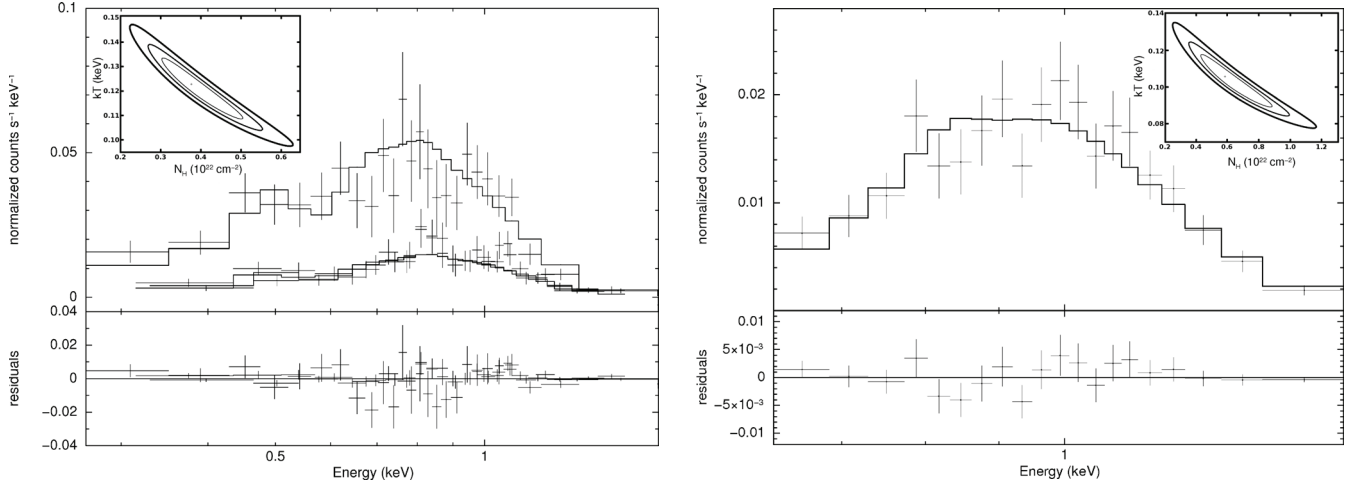 0.1
0.05
0
normalized counts s⁻¹ keV⁻¹
0.15
0.14
0.13
0.12
0.11
0.10
kT (keV)
0.2 0.3 0.4 0.5 0.6
N_H (10²² cm⁻²)
0.04
0.02
0
−0.02
−0.04
residuals
0.5 1
Energy (keV)
0.02
0.01
normalized counts s⁻¹ keV⁻¹
0.14
0.12
0.10
0.08
kT (keV)
0.2 0.4 0.6 0.8 1.0 1.2
N_H (10²² cm⁻²)
0.01
5×10⁻³
0
−5×10⁻³
−0.01
residuals
1
Energy (keV)